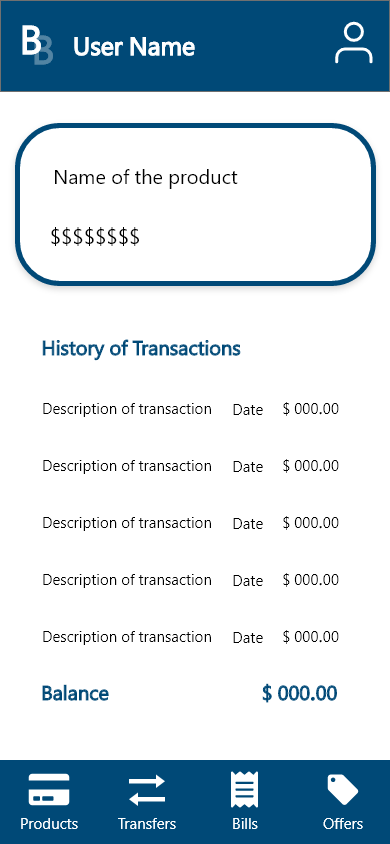 BB User Name
Name of the product
$$$$$$$$
History of Transactions
Description of transaction Date $ 000.00
Description of transaction Date $ 000.00
Description of transaction Date $ 000.00
Description of transaction Date $ 000.00
Description of transaction Date $ 000.00
Balance $ 000.00
Products Transfers Bills Offers